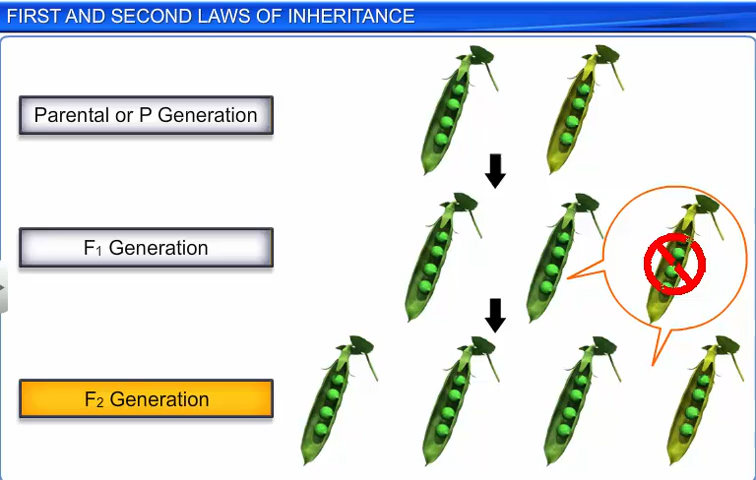 FIRST AND SECOND LAWS OF INHERITANCE
Parental or P Generation
F₁ Generation
F₂ Generation